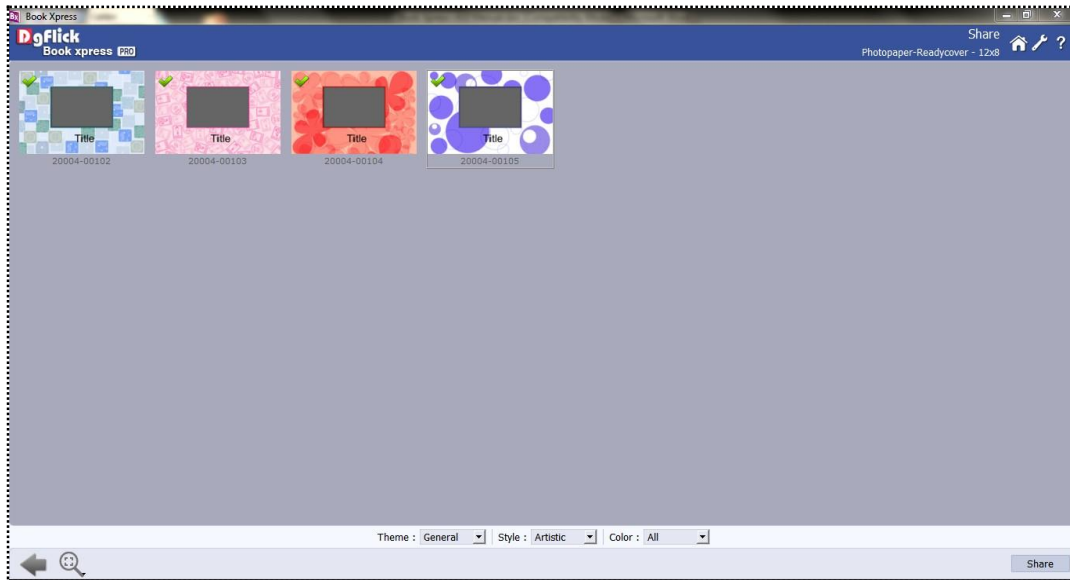 Book Xpress
DgFlick
Book xpress PRO
Share
Photopaper-Readycover - 12x8
?
Title
Title
Title
Title
20004-00102
20004-00103
20004-00104
20004-00105
Theme : General Style : Artistic Color : All
Share